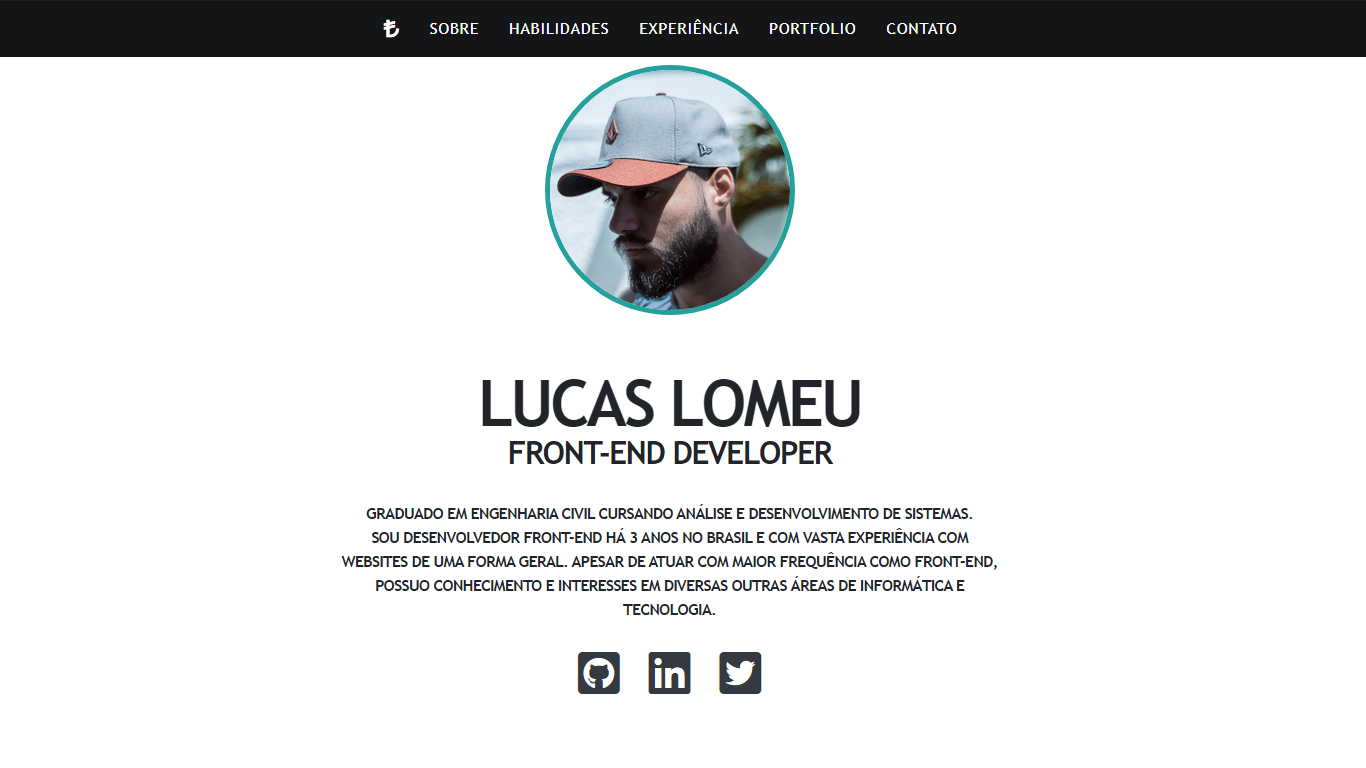 SOBRE HABILIDADES EXPERIÊNCIA PORTFOLIO CONTATO
LUCAS LOMEU
FRONT-END DEVELOPER
GRADUADO EM ENGENHARIA CIVIL CURSANDO ANÁLISE E DESENVOLVIMENTO DE SISTEMAS.
SOU DESENVOLVEDOR FRONT-END HÁ 3 ANOS NO BRASIL E COM VASTA EXPERIÊNCIA COM
WEBSITES DE UMA FORMA GERAL. APESAR DE ATUAR COM MAIOR FREQUÊNCIA COMO FRONT-END,
POSSUO CONHECIMENTO E INTERESSES EM DIVERSAS OUTRAS ÁREAS DE INFORMÁTICA E
TECNOLOGIA.
in